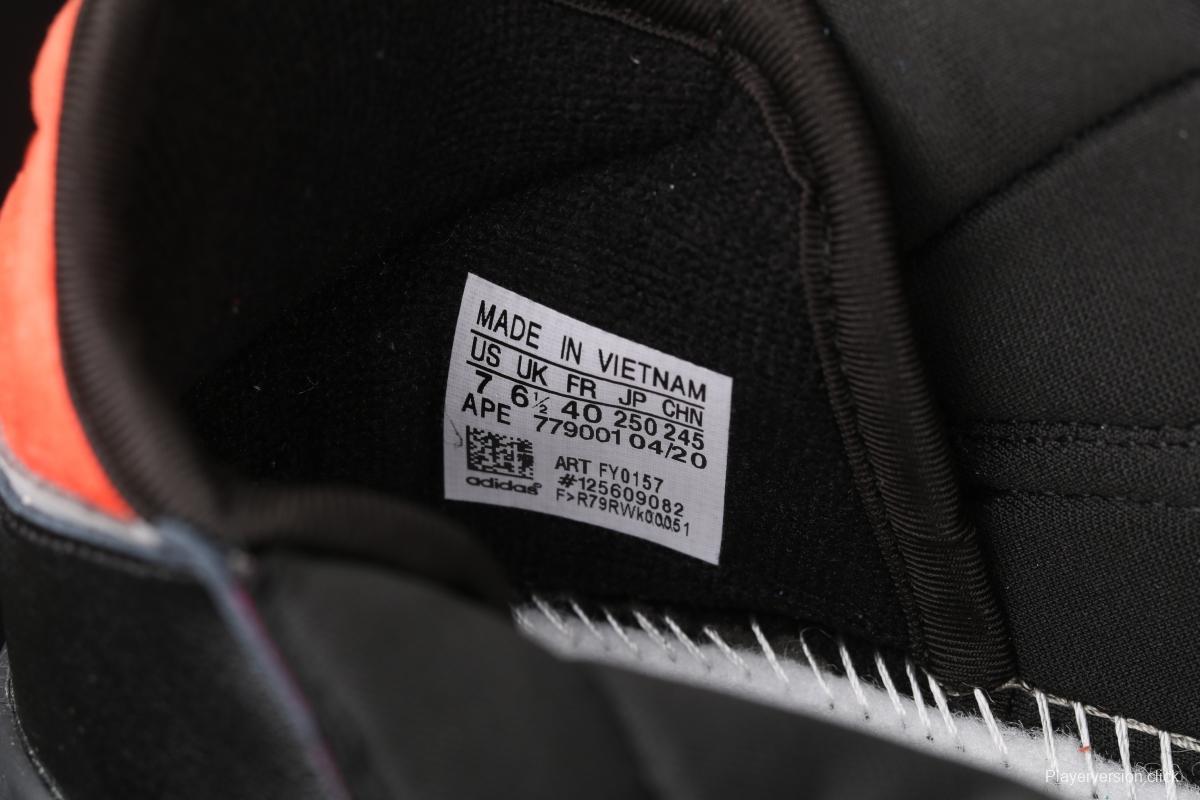 MADE IN VIETNAM
US UK FR JP CHN
7 6½ 40 250 245
APE 779001 04/20
ART FY0157
#125609082
F>R79RWk00051
adidas
Playerversion.click